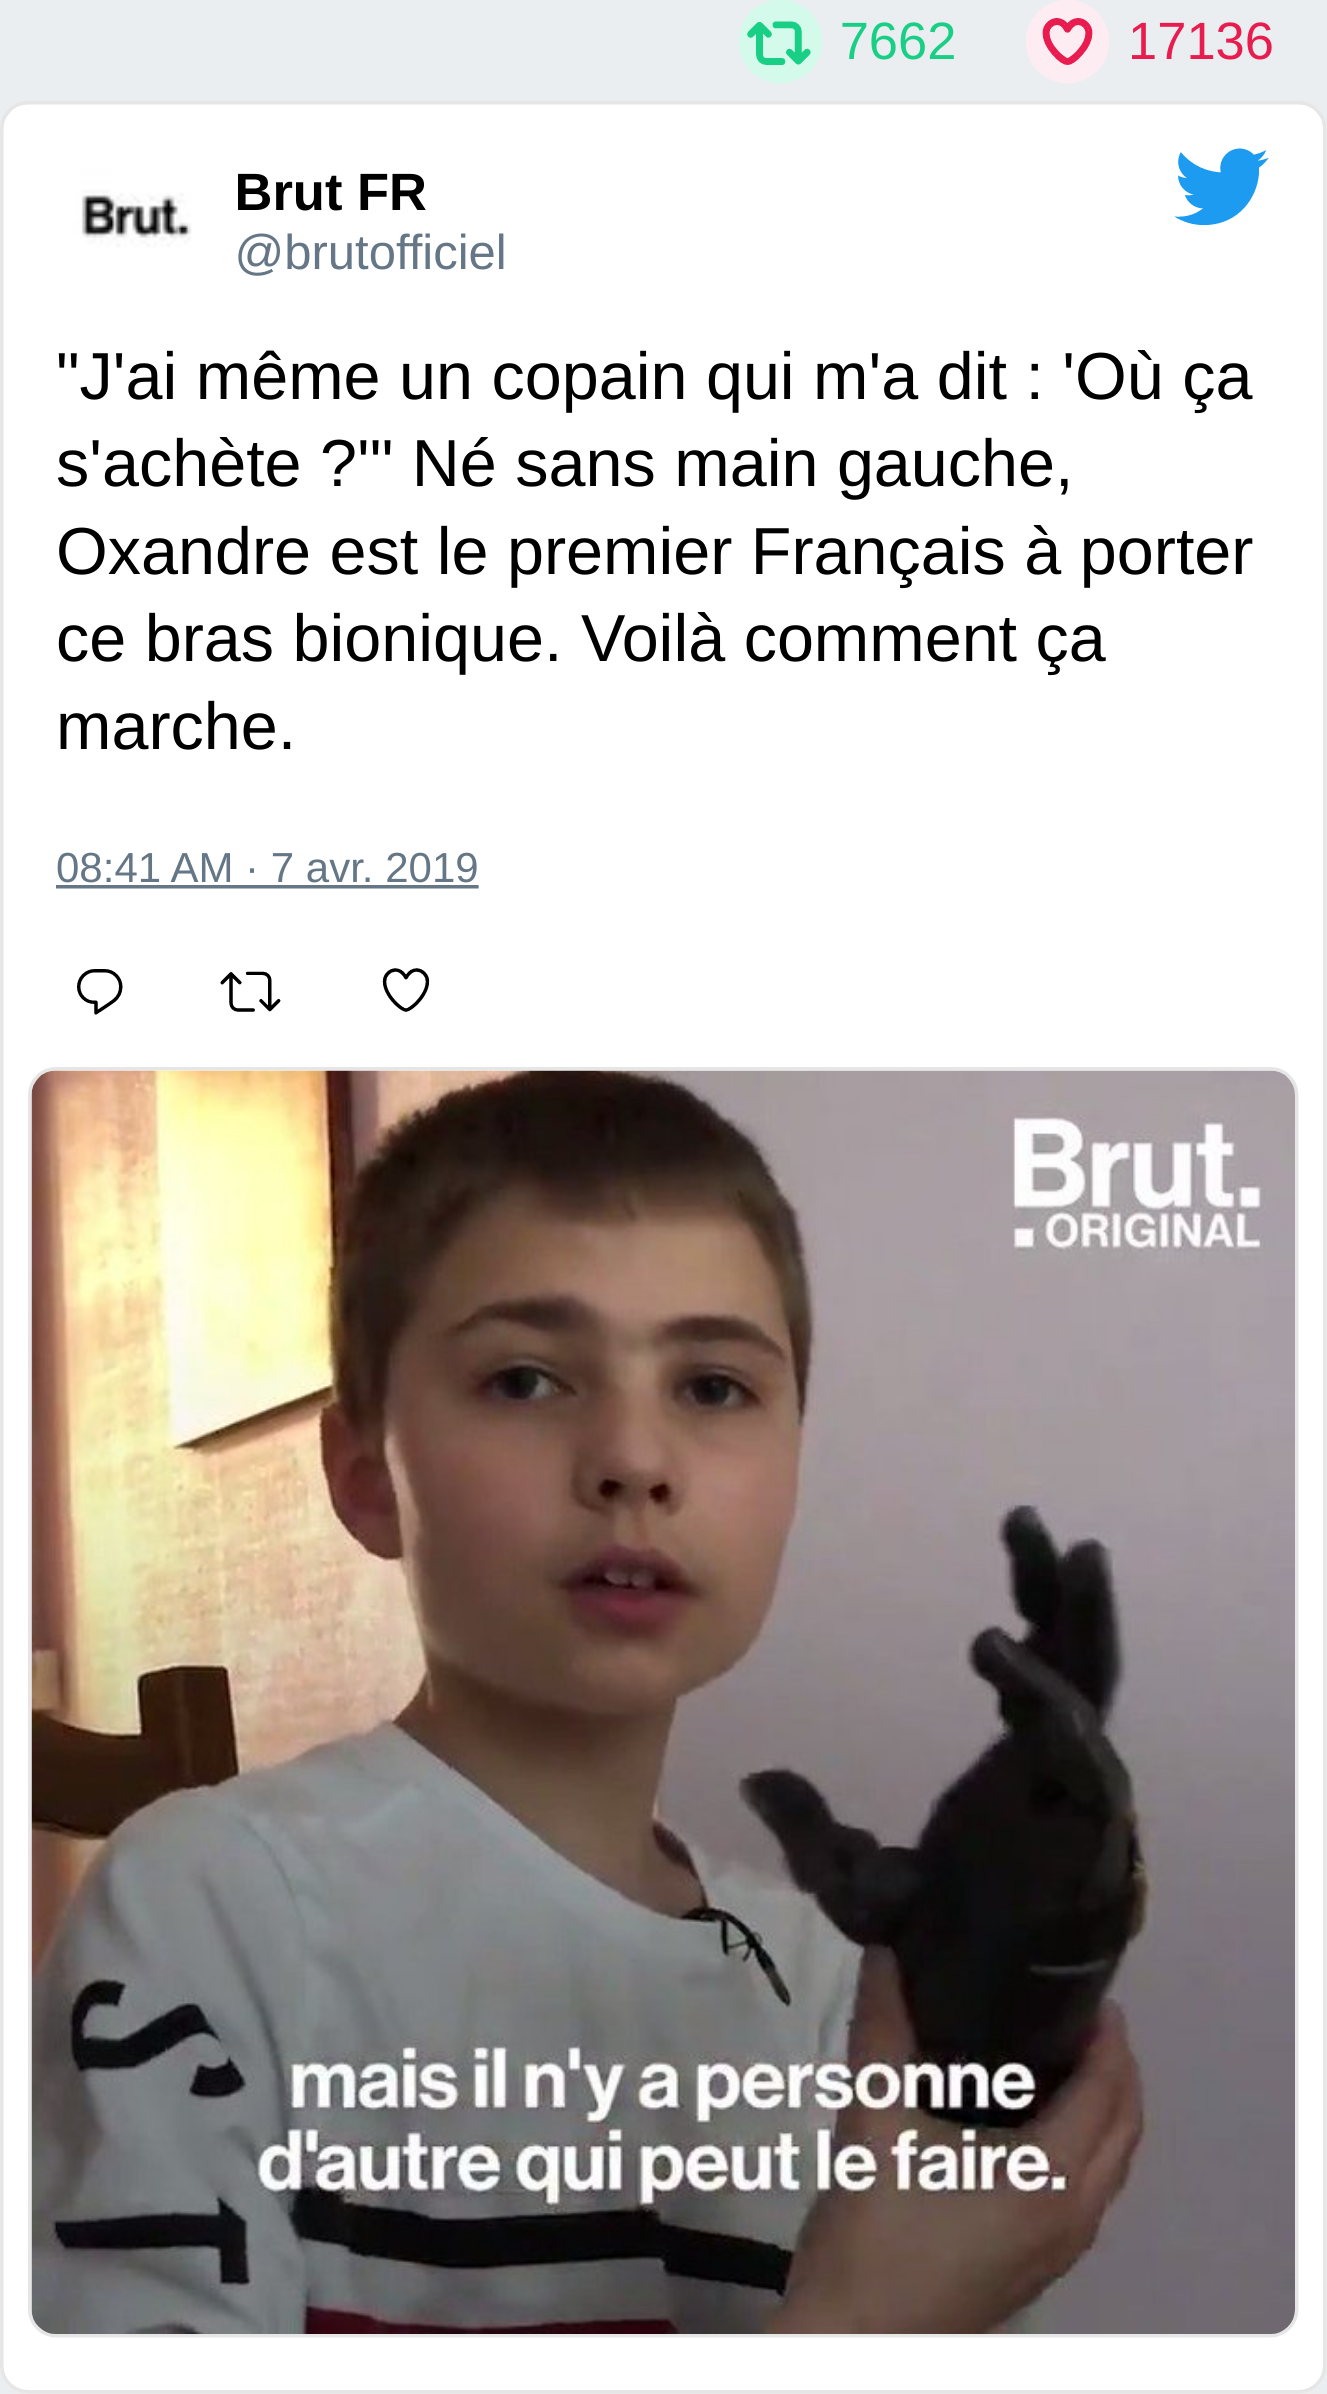 7662 17136
Brut.
Brut FR
@brutofficiel
"J'ai même un copain qui m'a dit : 'Où ça
s'achète ?'" Né sans main gauche,
Oxandre est le premier Français à porter
ce bras bionique. Voilà comment ça
marche.
08:41 AM · 7 avr. 2019
Brut.
ORIGINAL
S
T
mais il n'y a personne
d'autre qui peut le faire.